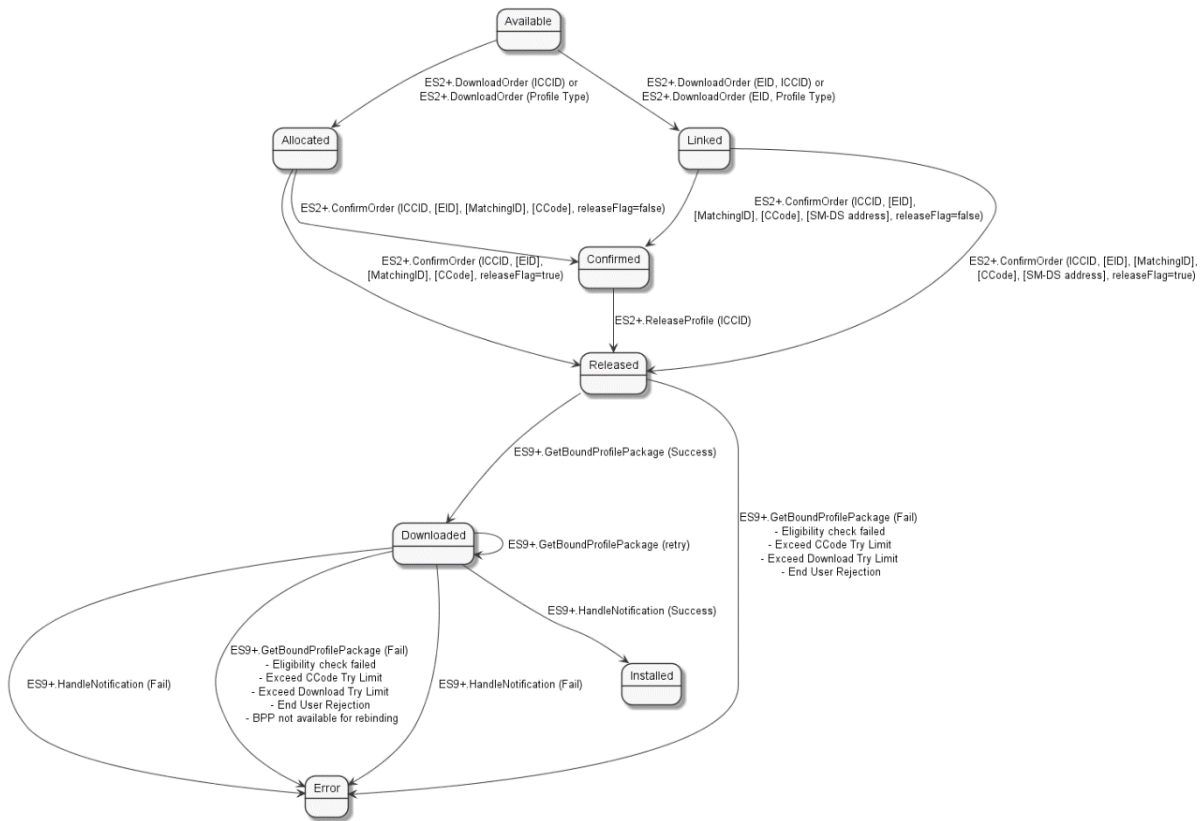 Available
ES2+.DownloadOrder (ICCID) or
ES2+.DownloadOrder (Profile Type)
ES2+.DownloadOrder (EID, ICCID) or
ES2+.DownloadOrder (EID, Profile Type)
Allocated
Linked
ES2+.ConfirmOrder (ICCID, [EID], [MatchingID], [CCode], releaseFlag=false)
ES2+.ConfirmOrder (ICCID, [EID],
[MatchingID], [CCode], [SM-DS address], releaseFlag=false)
Confirmed
ES2+.ConfirmOrder (ICCID, [EID],
[MatchingID], [CCode], releaseFlag=true)
ES2+.ConfirmOrder (ICCID, [EID], [MatchingID],
[CCode], [SM-DS address], releaseFlag=true)
ES2+.ReleaseProfile (ICCID)
Released
ES9+.GetBoundProfilePackage (Success)
Downloaded
ES9+.GetBoundProfilePackage (retry)
ES9+.GetBoundProfilePackage (Fail)
- Eligibility check failed
- Exceed CCode Try Limit
- Exceed Download Try Limit
- End User Rejection
ES9+.HandleNotification (Success)
ES9+.HandleNotification (Fail)
ES9+.GetBoundProfilePackage (Fail)
- Eligibility check failed
- Exceed CCode Try Limit
- Exceed Download Try Limit
- End User Rejection
- BPP not available for rebinding
ES9+.HandleNotification (Fail)
Installed
Error